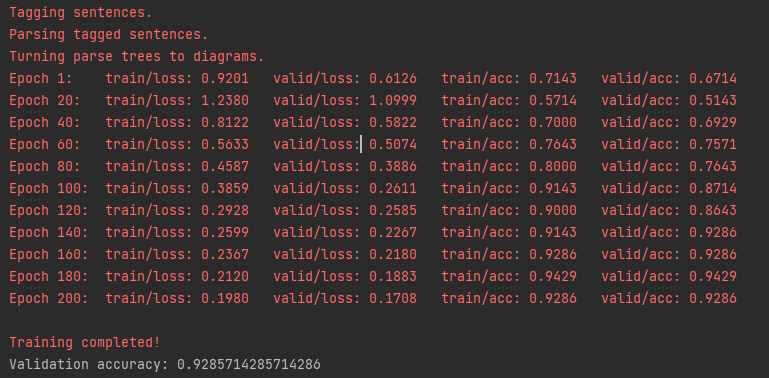 Tagging sentences.
Parsing tagged sentences.
Turning parse trees to diagrams.
Epoch 1:    train/loss: 0.9201   valid/loss: 0.6126   train/acc: 0.7143   valid/acc: 0.6714
Epoch 20:   train/loss: 1.2380   valid/loss: 1.0999   train/acc: 0.5714   valid/acc: 0.5143
Epoch 40:   train/loss: 0.8122   valid/loss: 0.5822   train/acc: 0.7000   valid/acc: 0.6929
Epoch 60:   train/loss: 0.5633   valid/loss: 0.5074   train/acc: 0.7643   valid/acc: 0.7571
Epoch 80:   train/loss: 0.4587   valid/loss: 0.3886   train/acc: 0.8000   valid/acc: 0.7643
Epoch 100:  train/loss: 0.3859   valid/loss: 0.2611   train/acc: 0.9143   valid/acc: 0.8714
Epoch 120:  train/loss: 0.2928   valid/loss: 0.2585   train/acc: 0.9000   valid/acc: 0.8643
Epoch 140:  train/loss: 0.2599   valid/loss: 0.2267   train/acc: 0.9143   valid/acc: 0.9286
Epoch 160:  train/loss: 0.2367   valid/loss: 0.2180   train/acc: 0.9286   valid/acc: 0.9286
Epoch 180:  train/loss: 0.2120   valid/loss: 0.1883   train/acc: 0.9429   valid/acc: 0.9429
Epoch 200:  train/loss: 0.1980   valid/loss: 0.1708   train/acc: 0.9286   valid/acc: 0.9286
Training completed!
Validation accuracy: 0.9285714285714286